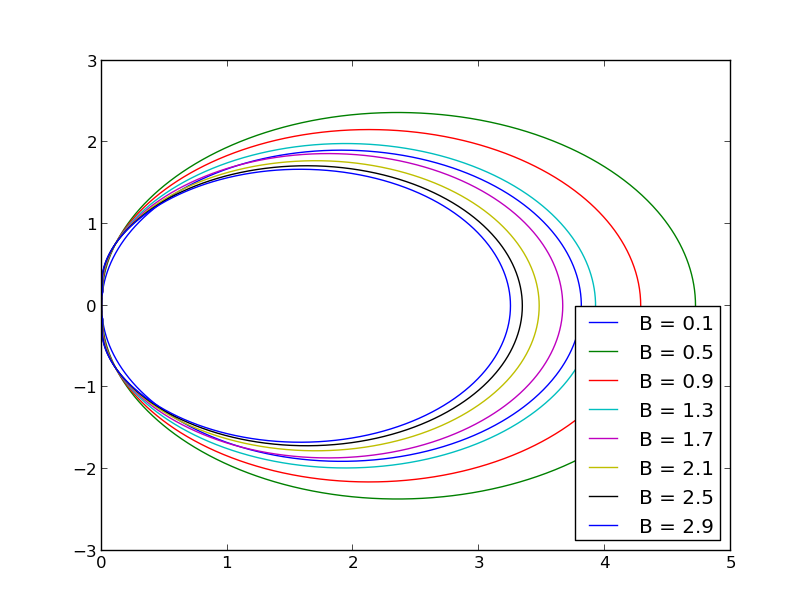 3
2
1
0
−1
−2
−3
0 1 2 3 4 5
B = 0.1
B = 0.5
B = 0.9
B = 1.3
B = 1.7
B = 2.1
B = 2.5
B = 2.9